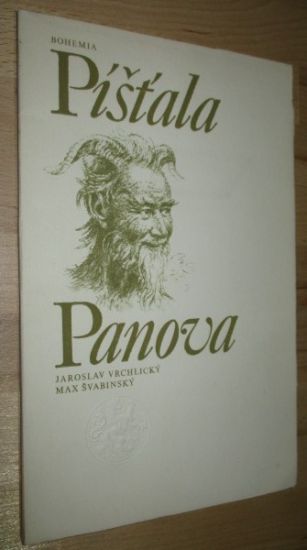 BOHEMIA
Píšťala
Panova
JAROSLAV VRCHLICKÝ
MAX ŠVABINSKÝ